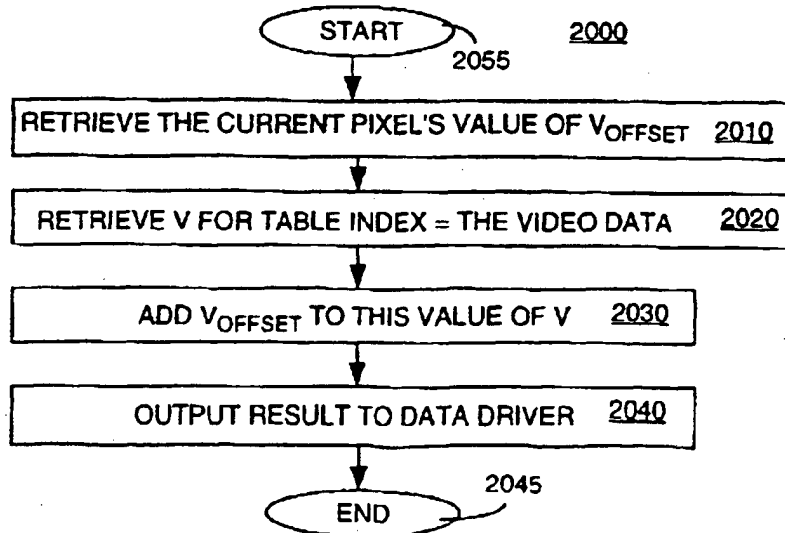 START
2000
2055
RETRIEVE THE CURRENT PIXEL'S VALUE OF VOFFSET 2010
RETRIEVE V FOR TABLE INDEX = THE VIDEO DATA 2020
ADD VOFFSET TO THIS VALUE OF V 2030
OUTPUT RESULT TO DATA DRIVER 2040
2045
END